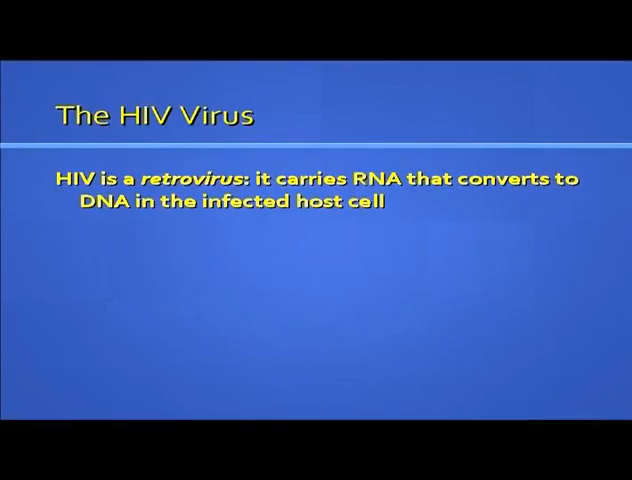 The HIV Virus
HIV is a retrovirus: it carries RNA that converts to
DNA in the infected host cell